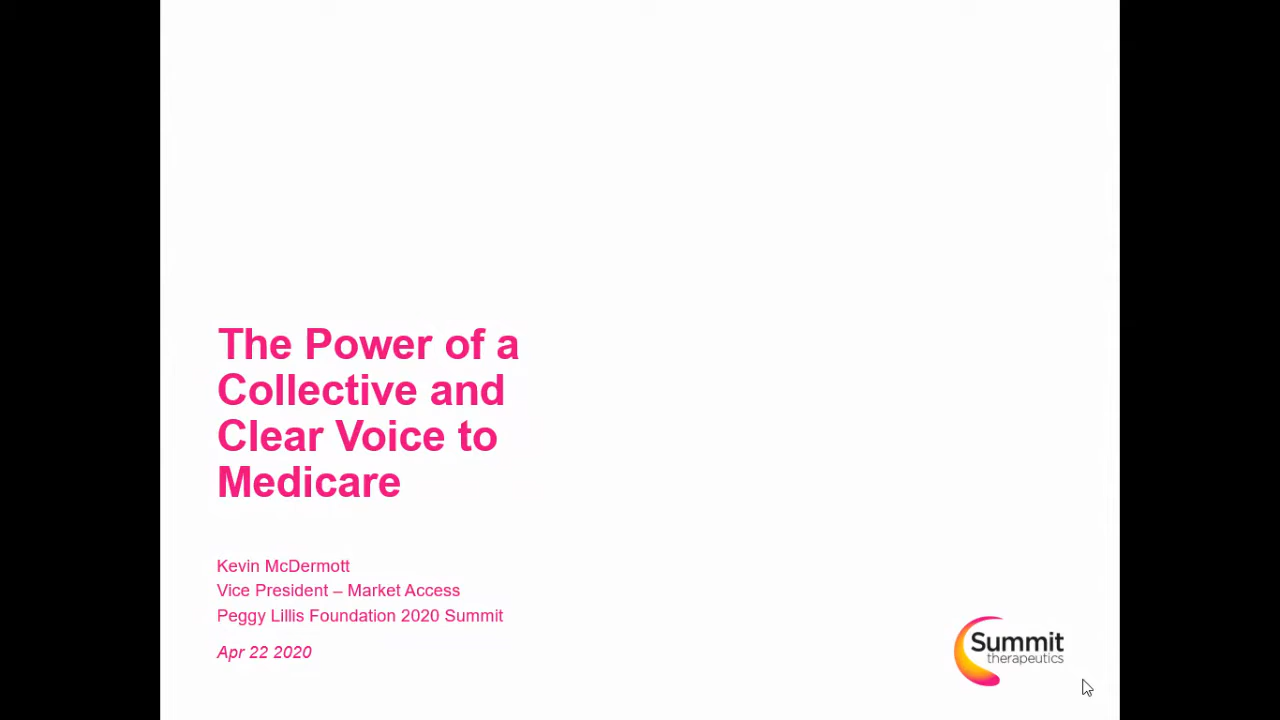 The Power of a
Collective and
Clear Voice to
Medicare
Kevin McDermott
Vice President – Market Access
Peggy Lillis Foundation 2020 Summit
Apr 22 2020
Summit
therapeutics